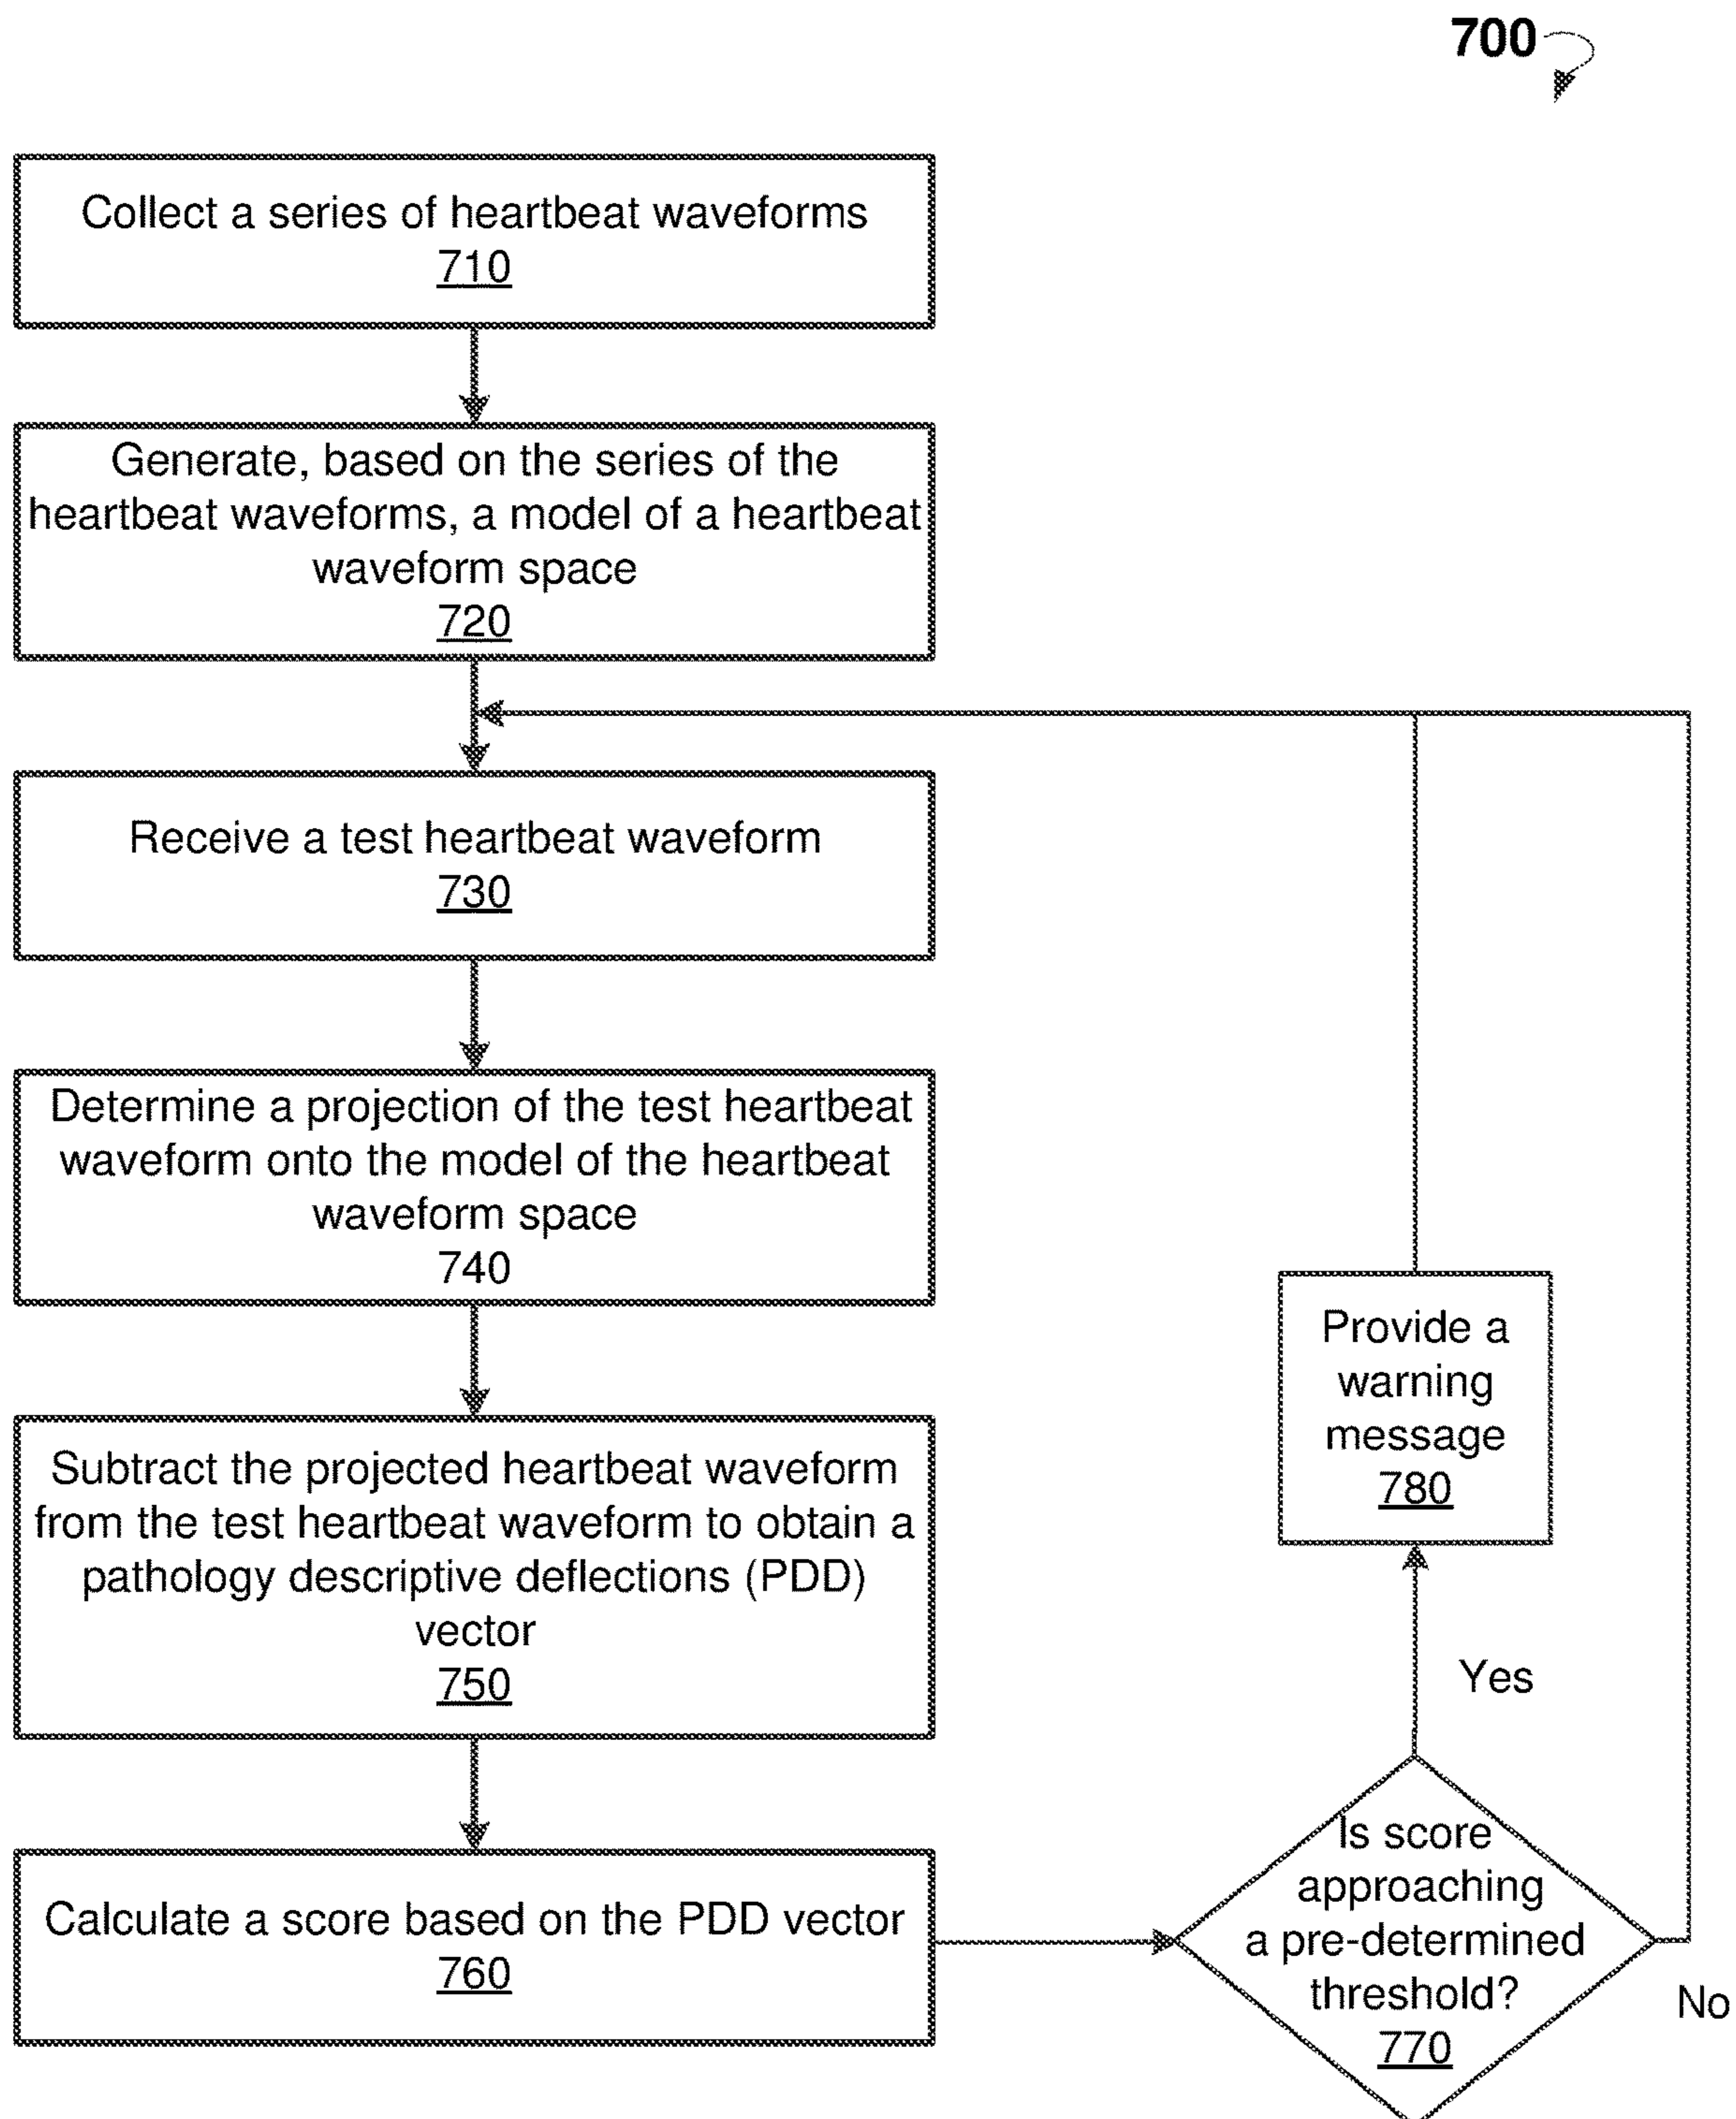 700
Collect a series of heartbeat waveforms
710
Generate, based on the series of the
heartbeat waveforms, a model of a heartbeat
waveform space
720
Receive a test heartbeat waveform
730
Determine a projection of the test heartbeat
waveform onto the model of the heartbeat
waveform space
740
Subtract the projected heartbeat waveform
from the test heartbeat waveform to obtain a
pathology descriptive deflections (PDD)
vector
750
Calculate a score based on the PDD vector
760
Provide a
warning
message
780
Yes
Is score
approaching
a pre-determined
threshold?
770
No